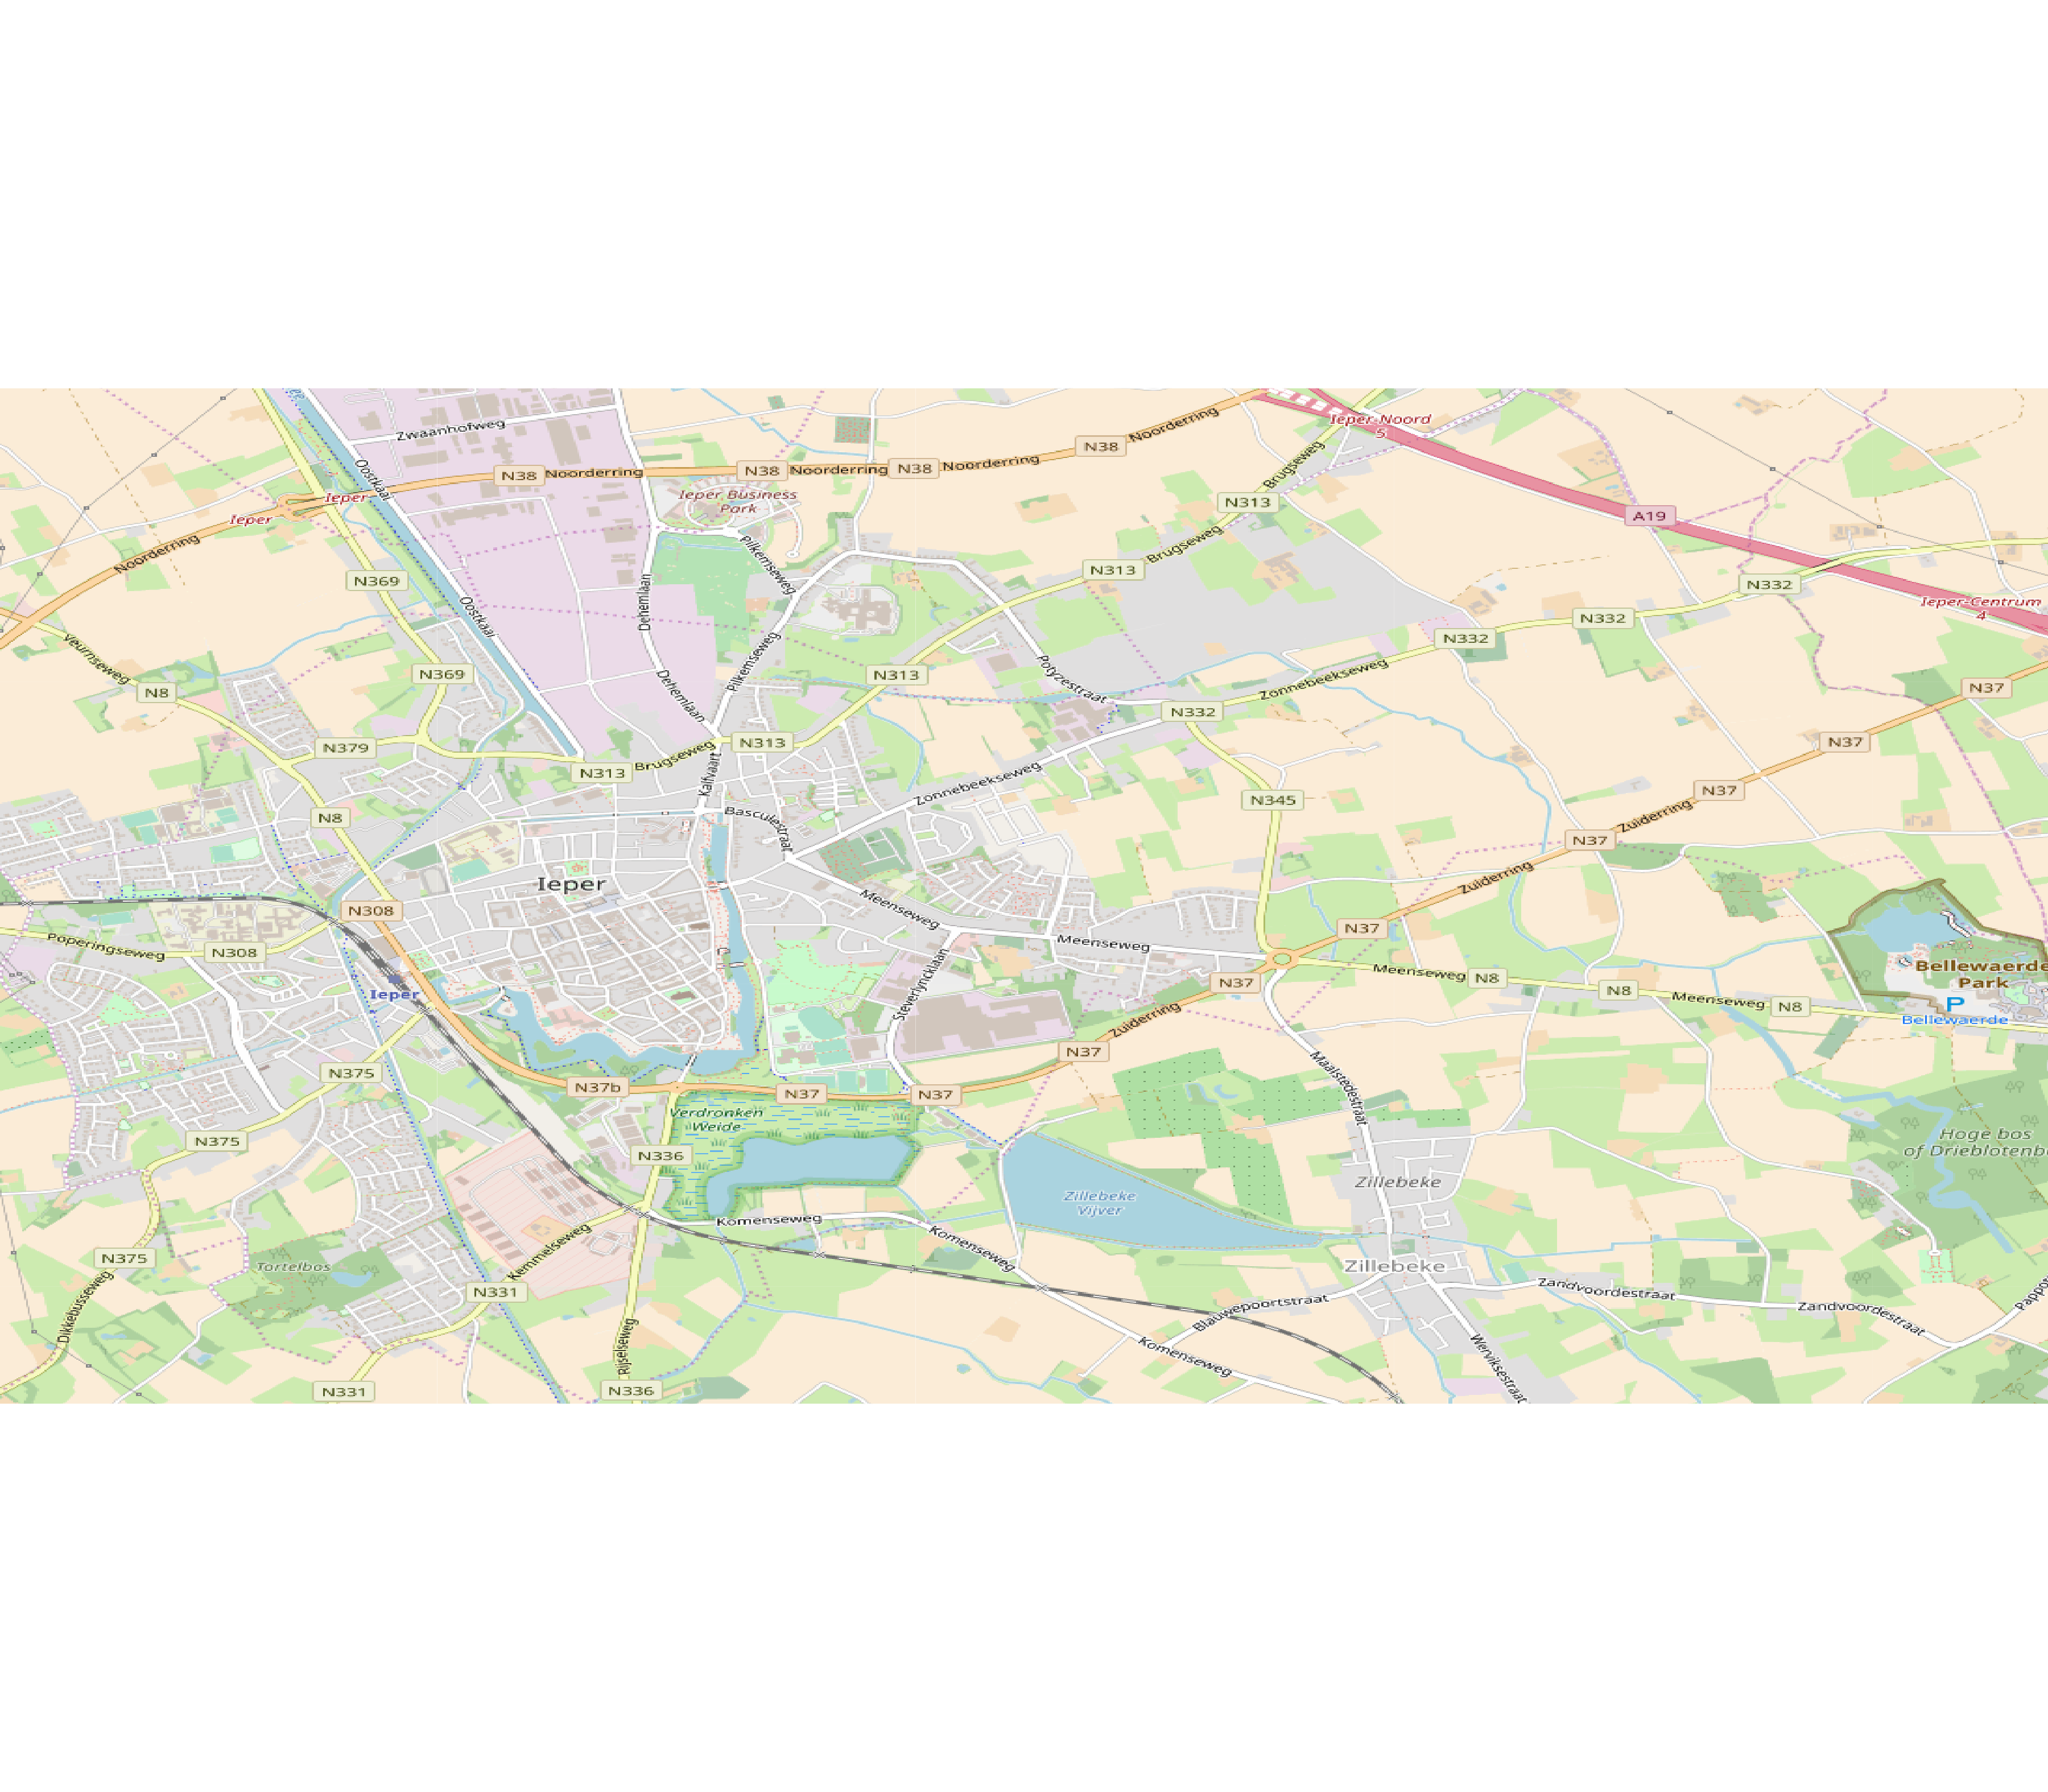 Ieper-Noord
5
Zwaanhofweg
Noorderring
N38
Noorderring
N38
Noorderring
N38
Noorderring
N38
Oostkaai
Brugseweg
Ieper
Ieper Business
Park
N313
Ieper
A19
Noorderring
Pilkemseweg
Brugseweg
N369
N313
N332
Dehemlaan
Oostkaai
Ieper-Centrum
4
N332
N332
Veurnseweg
Pilkemseweg
N369
N313
Potyzestraat
Zonnebeekseweg
N37
N8
Dehemlaan
N332
N379
Brugseweg
N313
N37
N313
Kalfvaart
Zonnebeekseweg
N37
N345
N8
Basculestraat
Zuiderring
N37
Ieper
Zuiderring
N308
Meenseweg
N37
Poperingseweg
N308
Meenseweg
Bellewaerde
Park
Meenseweg
N8
N37
N8
Meenseweg
N8
P
Bellewaerde
Ieper
Steverlyncklaan
Zuiderring
N37
N375
N37b
N37
N37
Maalstedestraat
Verdronken
Weide
N375
N336
Hoge bos
Zillebeke
Zillebeke
Vijver
Komenseweg
Komenseweg
N375
Tortelbos
Kemmelseweg
Zillebeke
N331
Zandvoordestraat
Blauwepoortstraat
Zandvoordestraat
Dikkebusseweg
Rijselseweg
Komenseweg
Werviksestraat
N331
N336